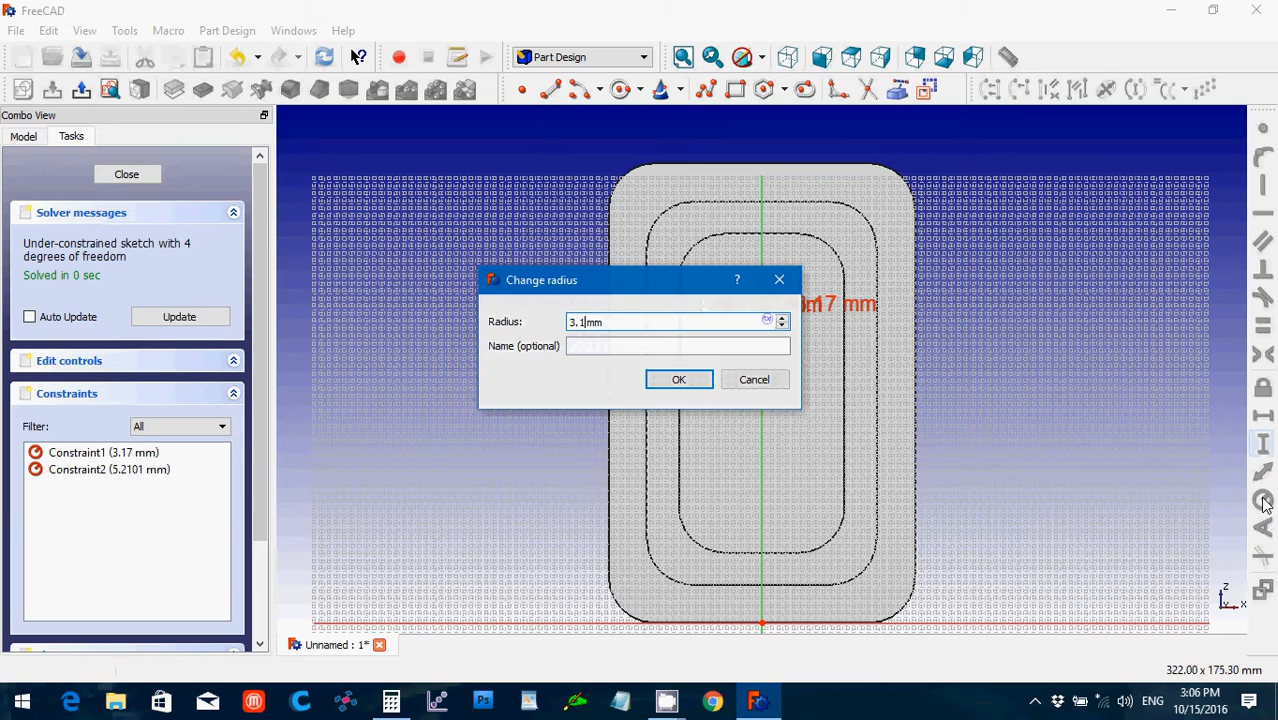 FreeCAD
File Edit View Tools Macro Part Design Windows Help
Part Design
Combo View
Model Tasks
Close
Solver messages
Under-constrained sketch with 4
degrees of freedom
Solved in 0 sec
Auto Update Update
Edit controls
Constraints
Filter: All
Constraint1 (3.17 mm)
Constraint2 (5.2101 mm)
Change radius
?
17 mm
Radius: 3.1mm
Name (optional)
OK Cancel
Z
Y X
Unnamed : 1*
322.00 x 175.30 mm
ENG
3:06 PM
10/15/2016